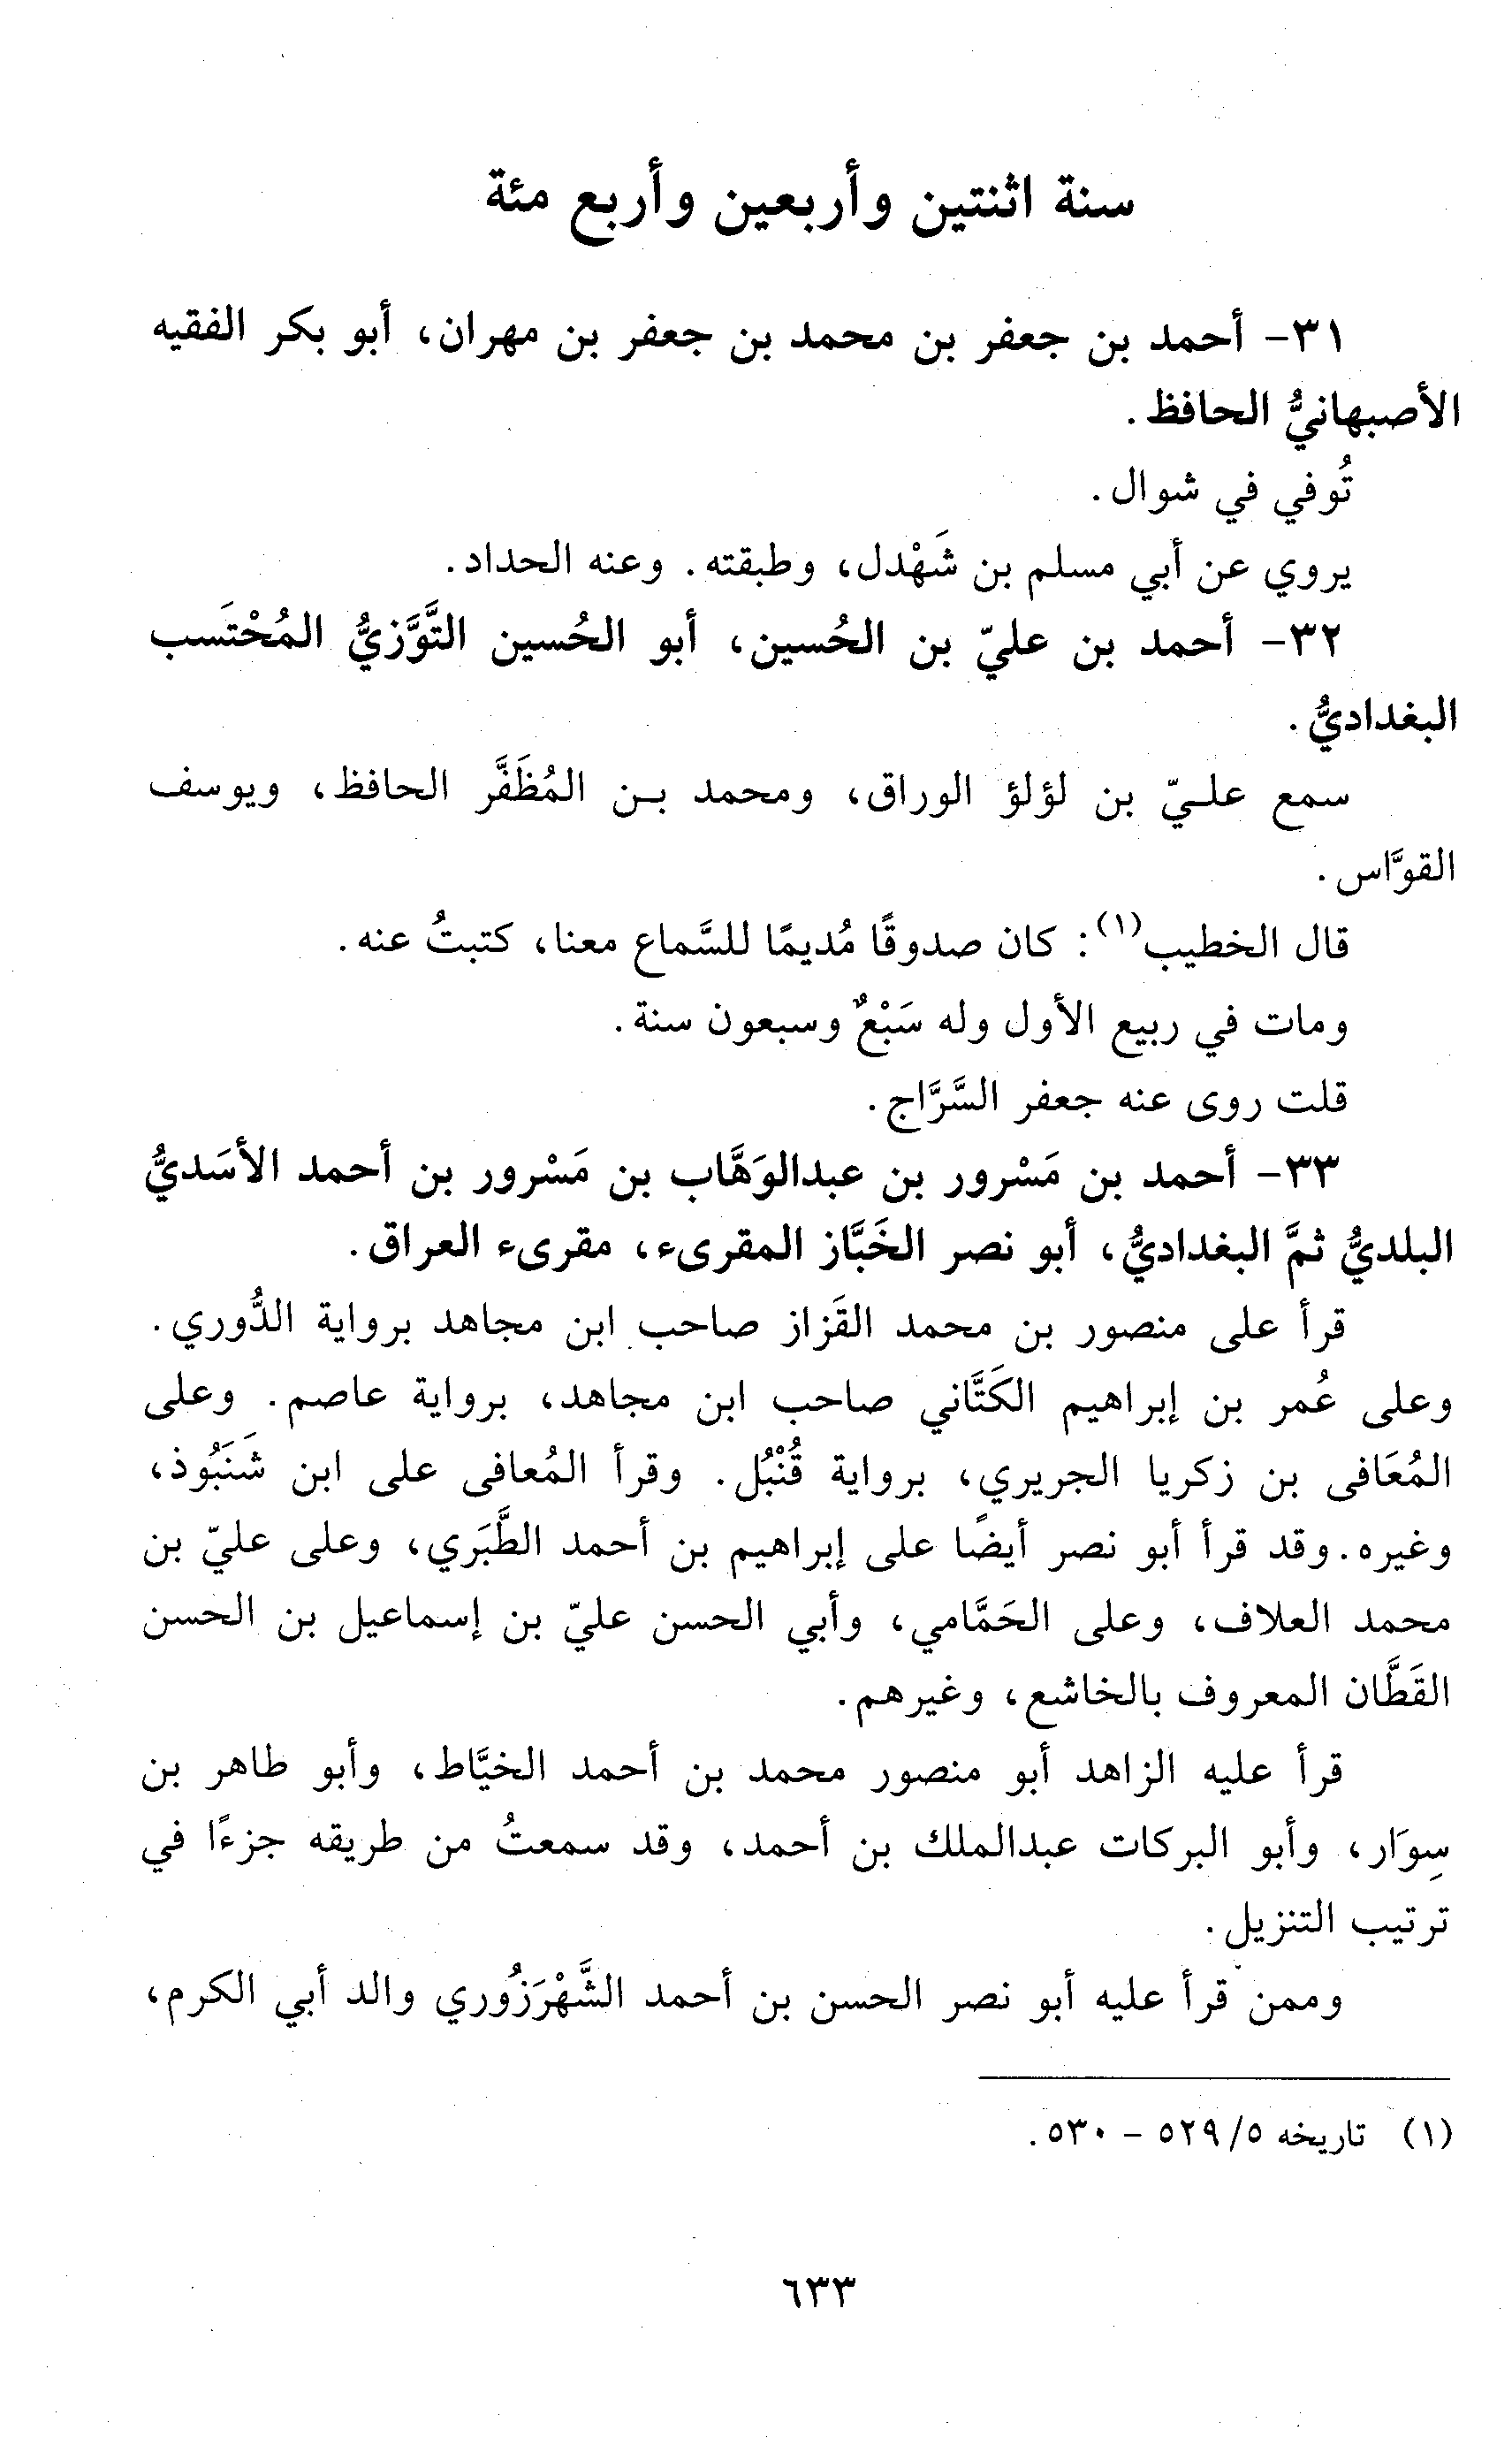 سنة اثنتين وأربعين وأربع مئة
٣١- أحمد بن جعفر بن محمد بن جعفر بن مهران، أبو بكر الفقيه
الأصبهانيُّ الحافظ.
تُوفي في شوال.
يروي عن أبي مسلم بن شَهْدل، وطبقته. وعنه الحداد.
٣٢- أحمد بن عليّ بن الحُسين، أبو الحُسين التَّوَّزيُّ المُحْتَسب
البغداديُّ.
سمع عليّ بن لؤلؤ الوراق، ومحمد بن المُظَفَّر الحافظ، ويوسف
القوَّاس.
قال الخطيب(١): كان صدوقًا مُديمًا للسَّماع معنا، كتبتُ عنه.
ومات في ربيع الأول وله سَبْعٌ وسبعون سنة.
قلت روى عنه جعفر السَّرَّاج.
٣٣- أحمد بن مَسْرور بن عبدالوَهَّاب بن مَسْرور بن أحمد الأسَديُّ
البلديُّ ثمَّ البغداديُّ، أبو نصر الخَبَّاز المقرىء، مقرىء العراق.
قرأ على منصور بن محمد القَزاز صاحب ابن مجاهد برواية الدُّوري.
وعلى عُمر بن إبراهيم الكَتَّاني صاحب ابن مجاهد، برواية عاصم. وعلى
المُعَافى بن زكريا الجريري، برواية قُنْبُل. وقرأ المُعافى على ابن شَنَبُوذ،
وغيره. وقد قرأ أبو نصر أيضًا على إبراهيم بن أحمد الطَّبَري، وعلى عليّ بن
محمد العلاف، وعلى الحَمَّامي، وأبي الحسن عليّ بن إسماعيل بن الحسن
القَطَّان المعروف بالخاشع، وغيرهم.
قرأ عليه الزاهد أبو منصور محمد بن أحمد الخيَّاط، وأبو طاهر بن
سِوَار، وأبو البركات عبدالملك بن أحمد، وقد سمعتُ من طريقه جزءًا في
ترتيب التنزيل.
وممن قرأ عليه أبو نصر الحسن بن أحمد الشَّهْرَزُوري والد أبي الكرم،
(١) تاريخه ٥/ ٥٢٩ - ٥٣٠.
٦٣٣